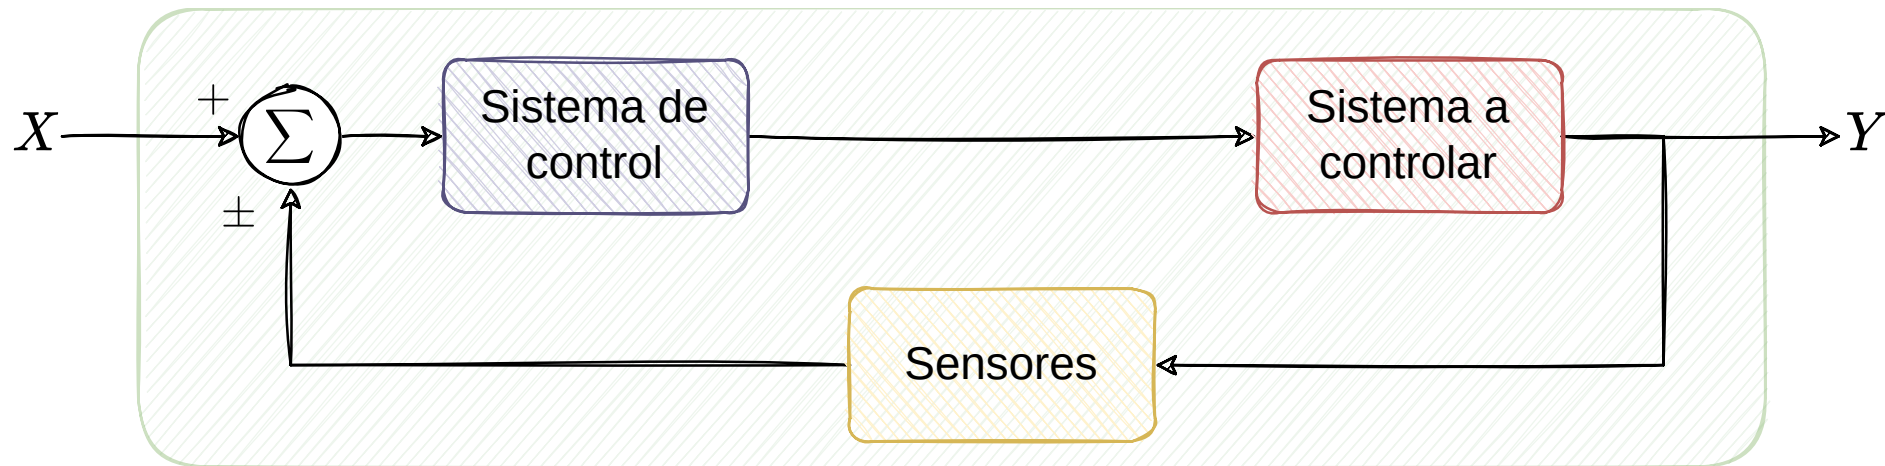 +
X
Σ
Sistema de
control
Sistema a
controlar
Y
±
Sensores